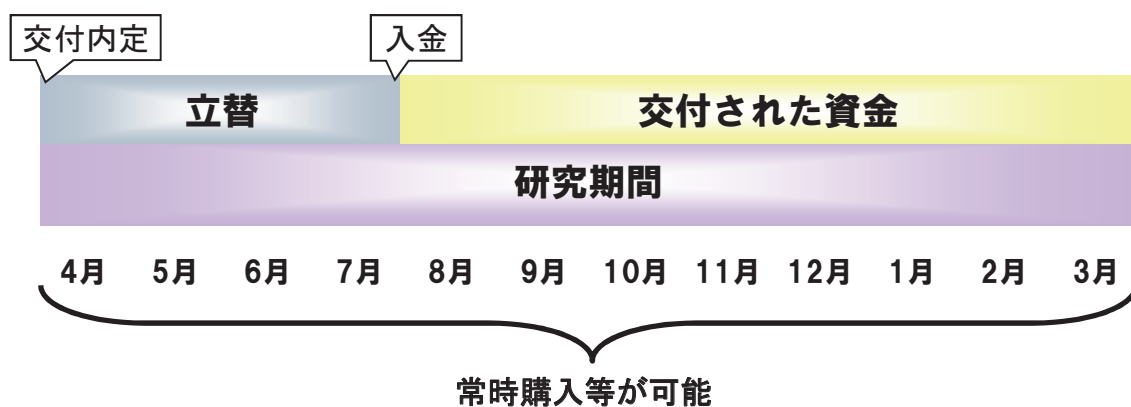 交付内定
入金
立替
交付された資金
研究期間
4月 5月 6月 7月 8月 9月 10月 11月 12月 1月 2月 3月
常時購入等が可能